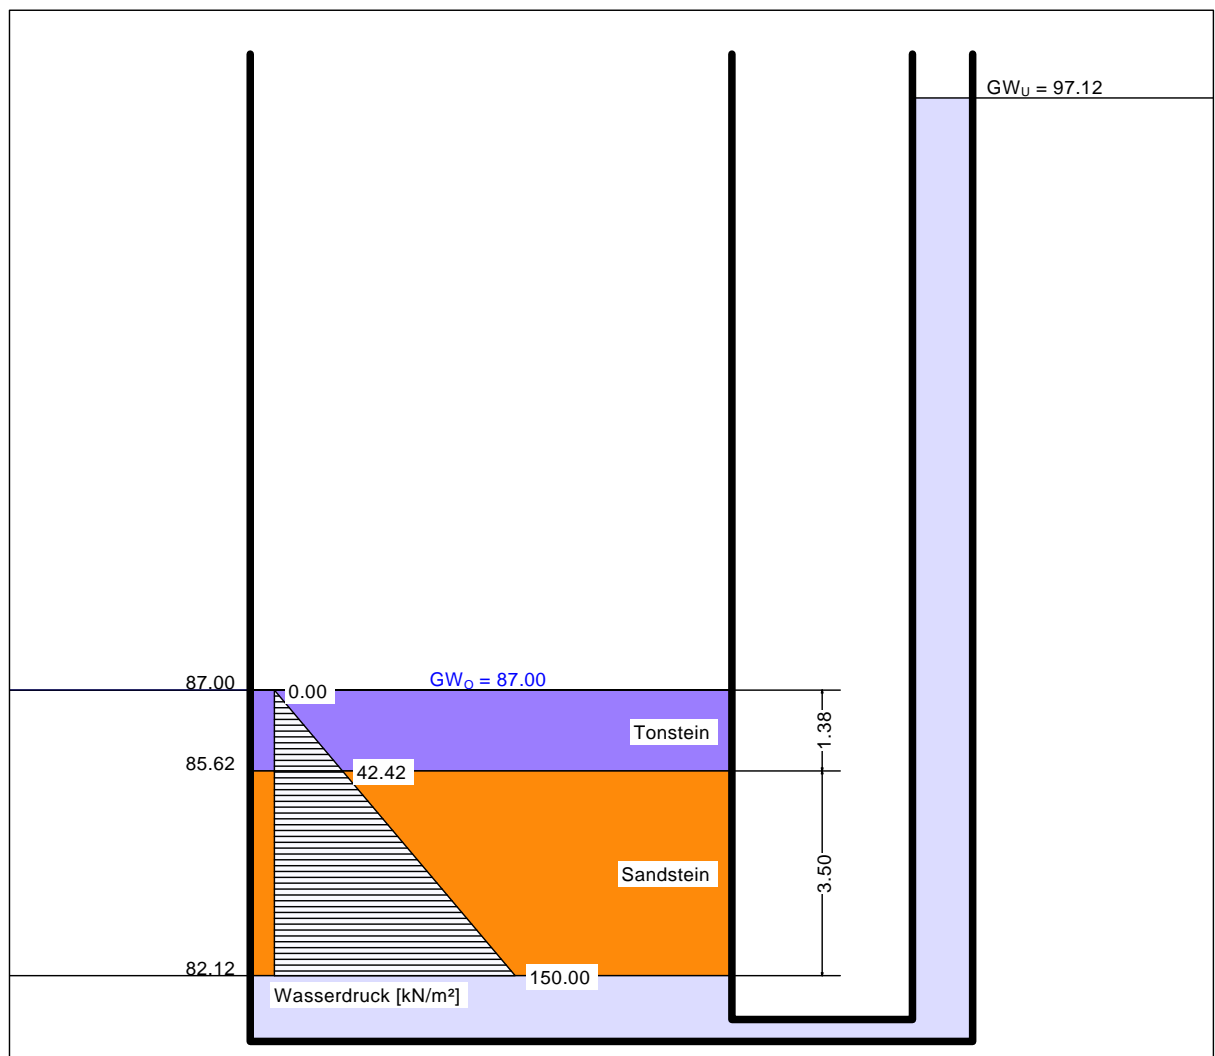 GWU = 97.12
87.00
GWO = 87.00
0.00
Tonstein
1.38
85.62
42.42
Sandstein
3.50
82.12
150.00
Wasserdruck [kN/m²]